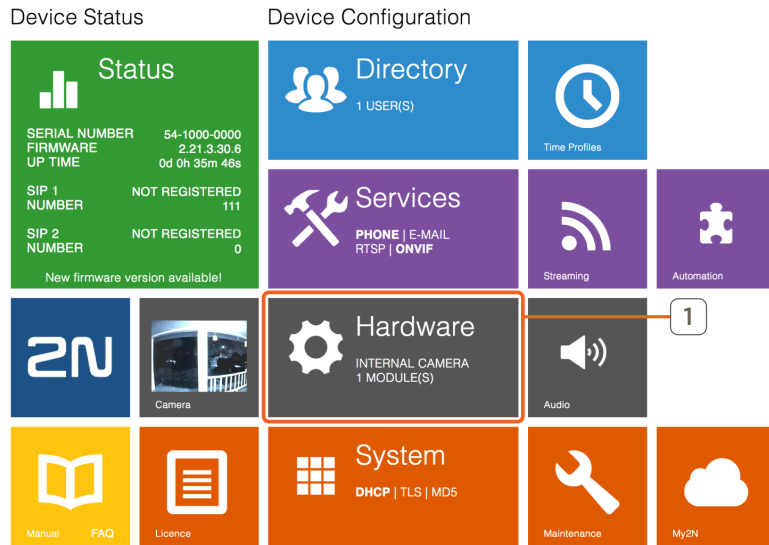 Device Status
Device Configuration
Status
SERIAL NUMBER 54-1000-0000
FIRMWARE 2.21.3.30.6
UP TIME 0d 0h 35m 46s
SIP 1 NOT REGISTERED
NUMBER 111
SIP 2 NOT REGISTERED
NUMBER 0
New firmware version available!
Directory
1 USER(S)
Time Profiles
Services
PHONE | E-MAIL
RTSP | ONVIF
Streaming
Automation
2N
Camera
Hardware
INTERNAL CAMERA
1 MODULE(S)
Audio
1
Manual FAQ
Licence
System
DHCP | TLS | MD5
Maintenance
My2N